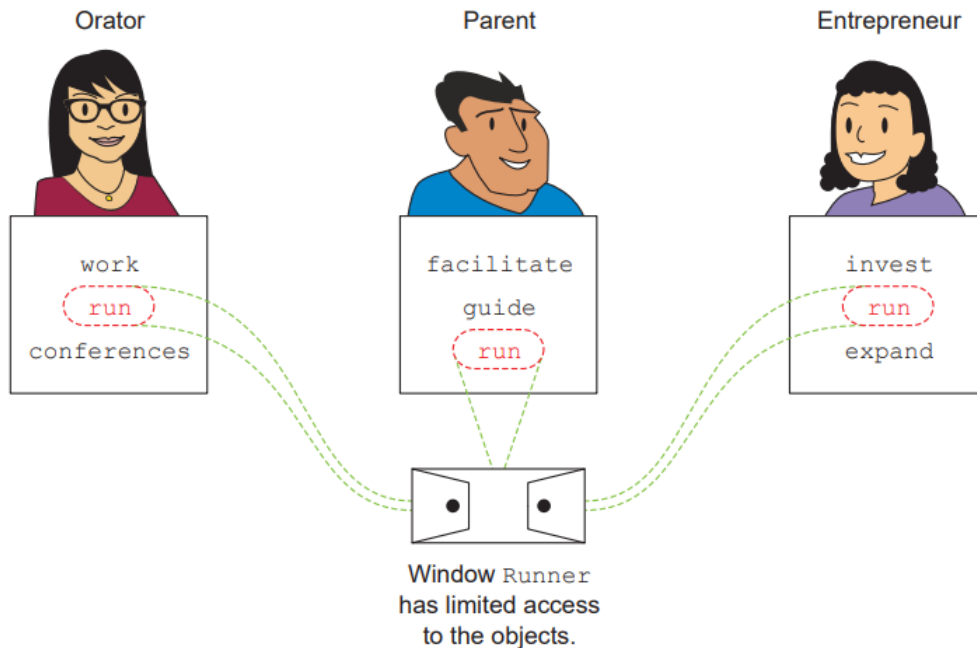 Orator
Parent
Entrepreneur
work
run
conferences
facilitate
guide
run
invest
run
expand
Window Runner
has limited access
to the objects.